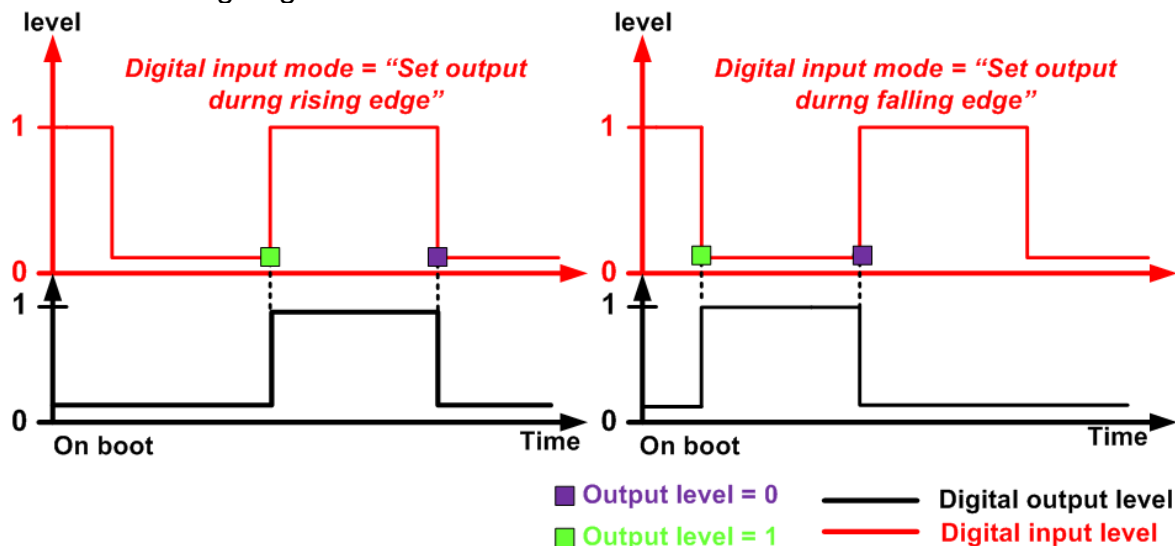 level
Digital input mode = “Set output
durng rising edge”
1
0
1
0
On boot
Time
level
Digital input mode = “Set output
durng falling edge”
1
0
1
0
On boot
Time
Output level = 0
Digital output level
Output level = 1
Digital input level